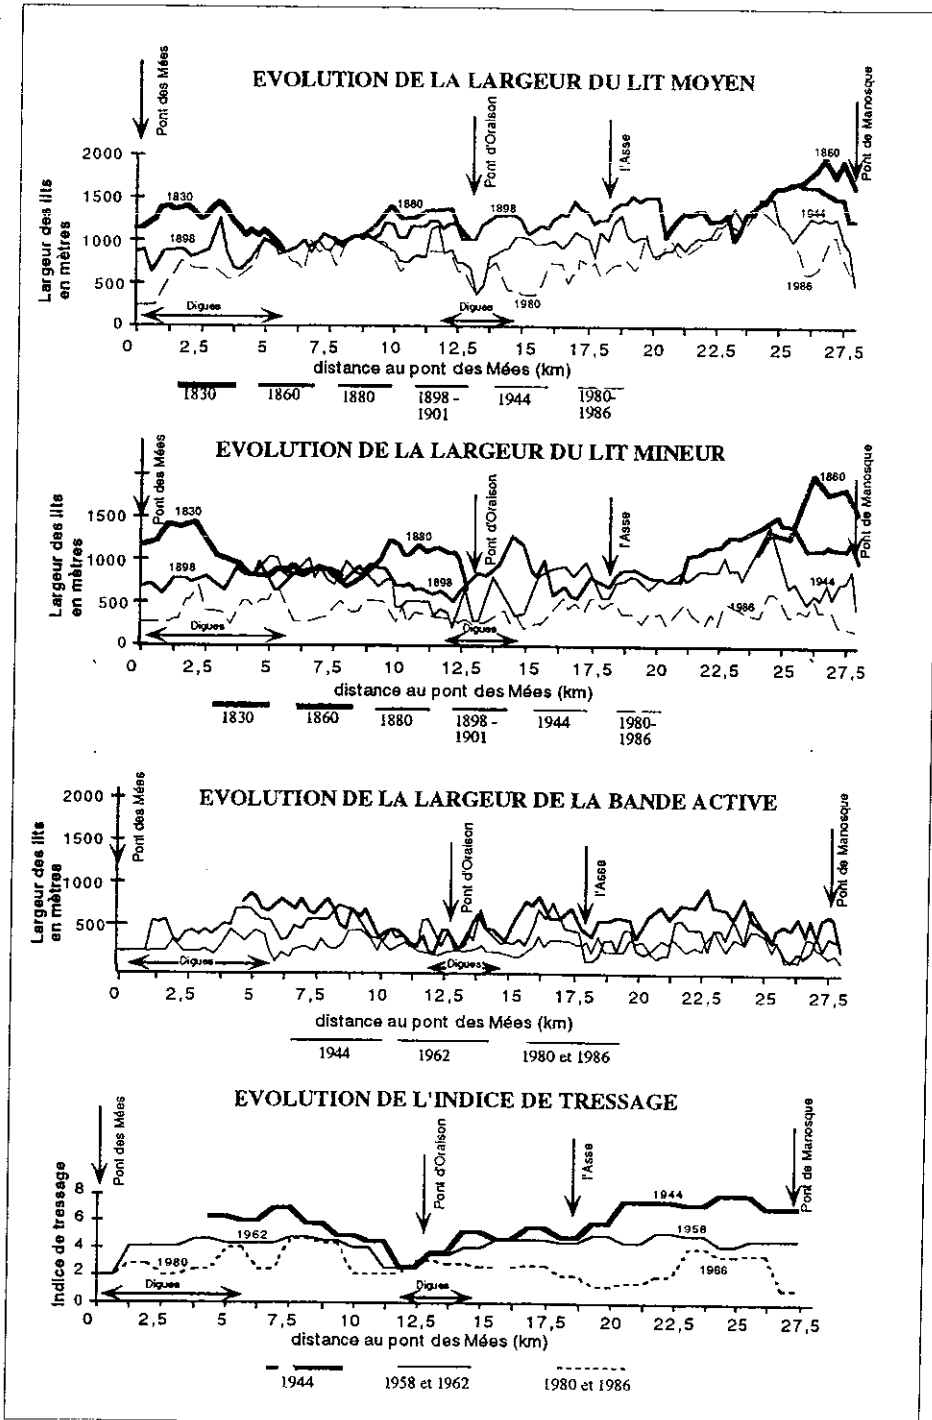 EVOLUTION DE LA LARGEUR DU LIT MOYEN
Pont des Mées
Pont d'Oraison
l'Asse
Pont de Manosque
Largeur des lits
en mètres
2000
1500
1000
500
0
1830
1898
1880
1898
1860
1944
1986
1980
Digues
Digues
0 2,5 5 7,5 10 12,5 15 17,5 20 22,5 25 27,5
distance au pont des Mées (km)
1830 1860 1880 1898 - 1901 1944 1980-1986
EVOLUTION DE LA LARGEUR DU LIT MINEUR
Pont des Mées
Pont d'Oraison
l'Asse
Pont de Manosque
Largeur des lits
en mètres
1500
1000
500
0
1830
1898
1880
1898
1860
1944
1986
Digues
Digues
0 2,5 5 7,5 10 12,5 15 17,5 20 22,5 25 27,5
distance au pont des Mées (km)
1830 1860 1880 1898 - 1901 1944 1980-1986
EVOLUTION DE LA LARGEUR DE LA BANDE ACTIVE
Pont des Mées
Pont d'Oraison
l'Asse
Pont de Manosque
Largeur des lits
en mètres
2000
1500
1000
500
Digues
Digues
0 2,5 5 7,5 10 12,5 15 17,5 20 22,5 25 27,5
distance au pont des Mées (km)
1944 1962 1980 et 1986
EVOLUTION DE L'INDICE DE TRESSAGE
Pont des Mées
Pont d'Oraison
l'Asse
Pont de Manosque
Indice de tressage
8
6
4
2
0
1962
1980
1944
1958
1986
Digues
Digues
0 2,5 5 7,5 10 12,5 15 17,5 20 22,5 25 27,5
distance au pont des Mées (km)
1944 1958 et 1962 1980 et 1986